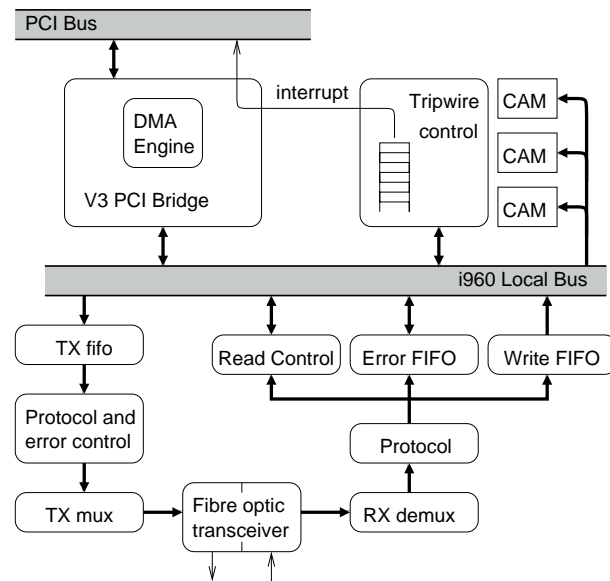 PCI Bus
interrupt
Tripwire
control
CAM
DMA
Engine
CAM
V3 PCI Bridge
CAM
i960 Local Bus
TX fifo
Read Control
Error FIFO
Write FIFO
Protocol and
error control
Protocol
TX mux
Fibre optic
transceiver
RX demux